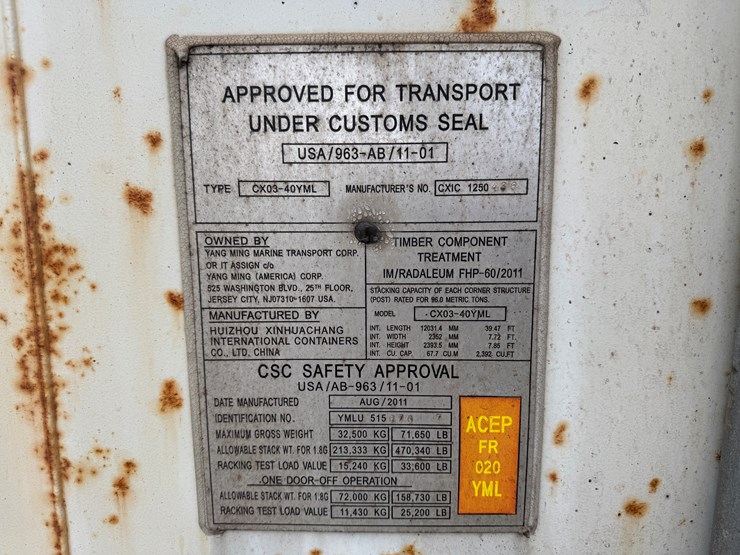 APPROVED FOR TRANSPORT
UNDER CUSTOMS SEAL
USA/963-AB/11-01
TYPE CX03-40YML MANUFACTURER'S NO. CXIC 1250
OWNED BY
YANG MING MARINE TRANSPORT CORP.
OR IT ASSIGN c/o
YANG MING (AMERICA) CORP.
525 WASHINGTON BLVD., 25TH FLOOR,
JERSEY CITY, NJ07310-1607 USA.
MANUFACTURED BY
HUIZHOU XINHUACHANG
INTERNATIONAL CONTAINERS
CO., LTD. CHINA
TIMBER COMPONENT
TREATMENT
IM/RADALEUM FHP-60/2011
STACKING CAPACITY OF EACH CORNER STRUCTURE
(POST) RATED FOR 96.0 METRIC TONS.
MODEL CX03-40YML
INT. LENGTH 12031.4 MM 39.47 FT
INT. WIDTH 2352 MM 7.72 FT
INT. HEIGHT 2393.5 MM 7.85 FT
INT. CU CAP. 67.7 CU.M 2,392 CU.FT
CSC SAFETY APPROVAL
USA/AB-963/11-01
DATE MANUFACTURED AUG/2011
IDENTIFICATION NO. YMLU 515
MAXIMUM GROSS WEIGHT 32,500 KG 71,650 LB
ALLOWABLE STACK WT. FOR 1.8G 213,333 KG 470,340 LB
RACKING TEST LOAD VALUE 15,240 KG 33,600 LB
ONE DOOR-OFF OPERATION
ALLOWABLE STACK WT. FOR 1.8G 72,000 KG 158,730 LB
RACKING TEST LOAD VALUE 11,430 KG 25,200 LB
ACEP
FR
020
YML